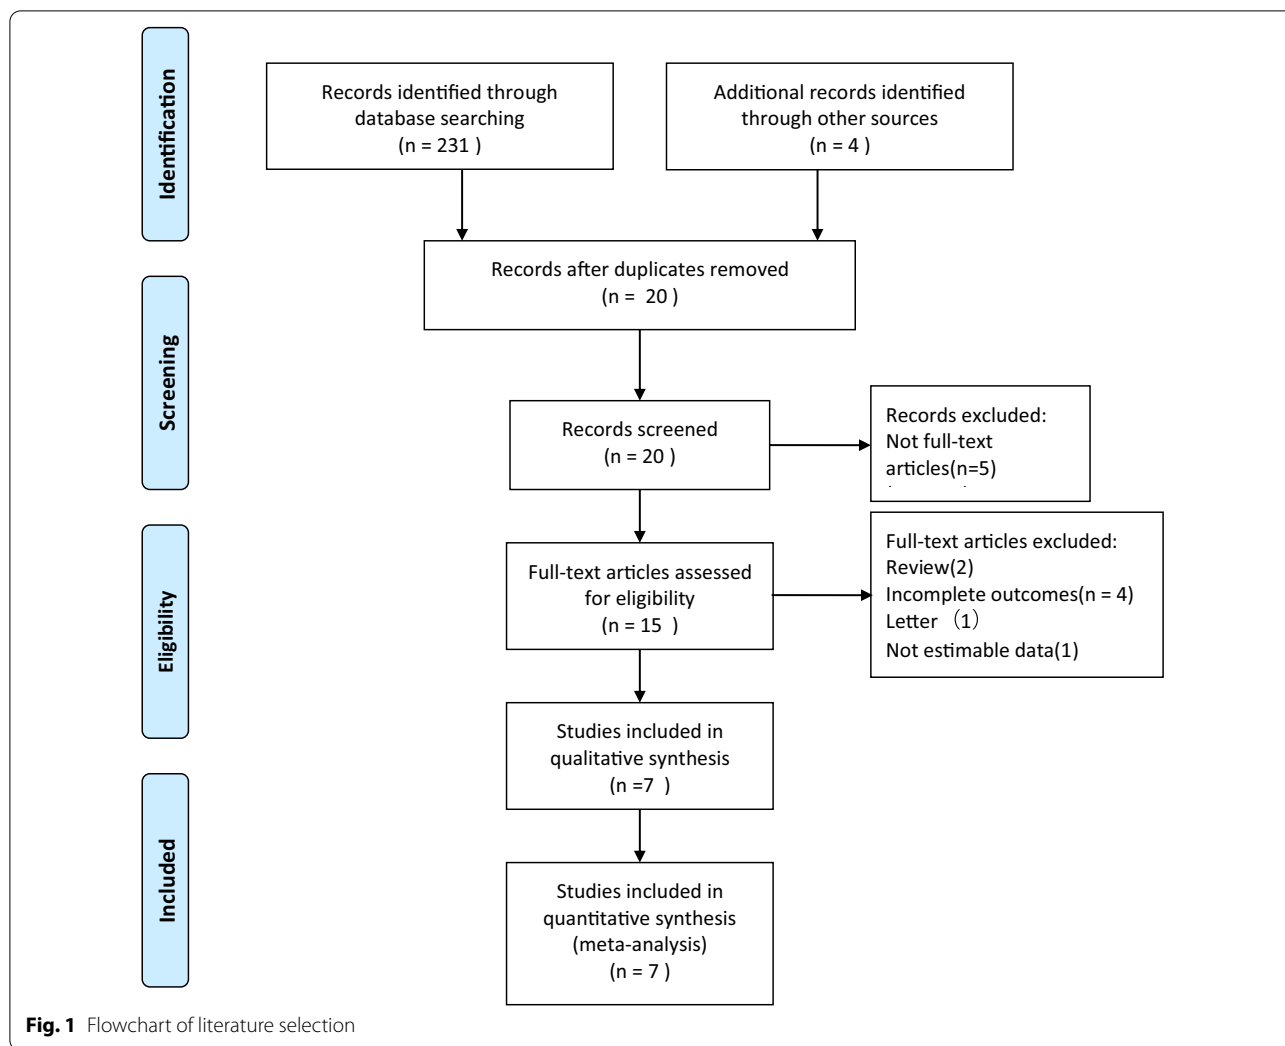 Identification
Records identified through
database searching
(n = 231 )
Additional records identified
through other sources
(n = 4 )
Records after duplicates removed
(n = 20 )
Screening
Records screened
(n = 20 )
Records excluded:
Not full-text
articles(n=5)
Eligibility
Full-text articles assessed
for eligibility
(n = 15 )
Full-text articles excluded:
Review(2)
Incomplete outcomes(n = 4)
Letter （1）
Not estimable data(1)
Studies included in
qualitative synthesis
(n =7 )
Included
Studies included in
quantitative synthesis
(meta-analysis)
(n = 7 )
Fig. 1 Flowchart of literature selection